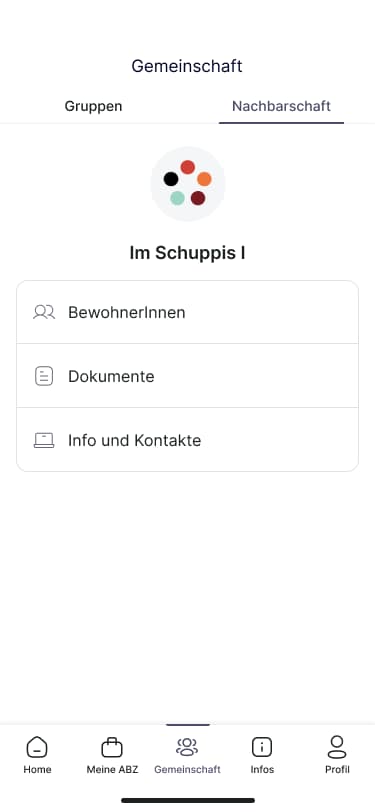 Gemeinschaft
Gruppen
Nachbarschaft
Im Schuppis I
BewohnerInnen
Dokumente
Info und Kontakte
Home
Meine ABZ
Gemeinschaft
Infos
Profil